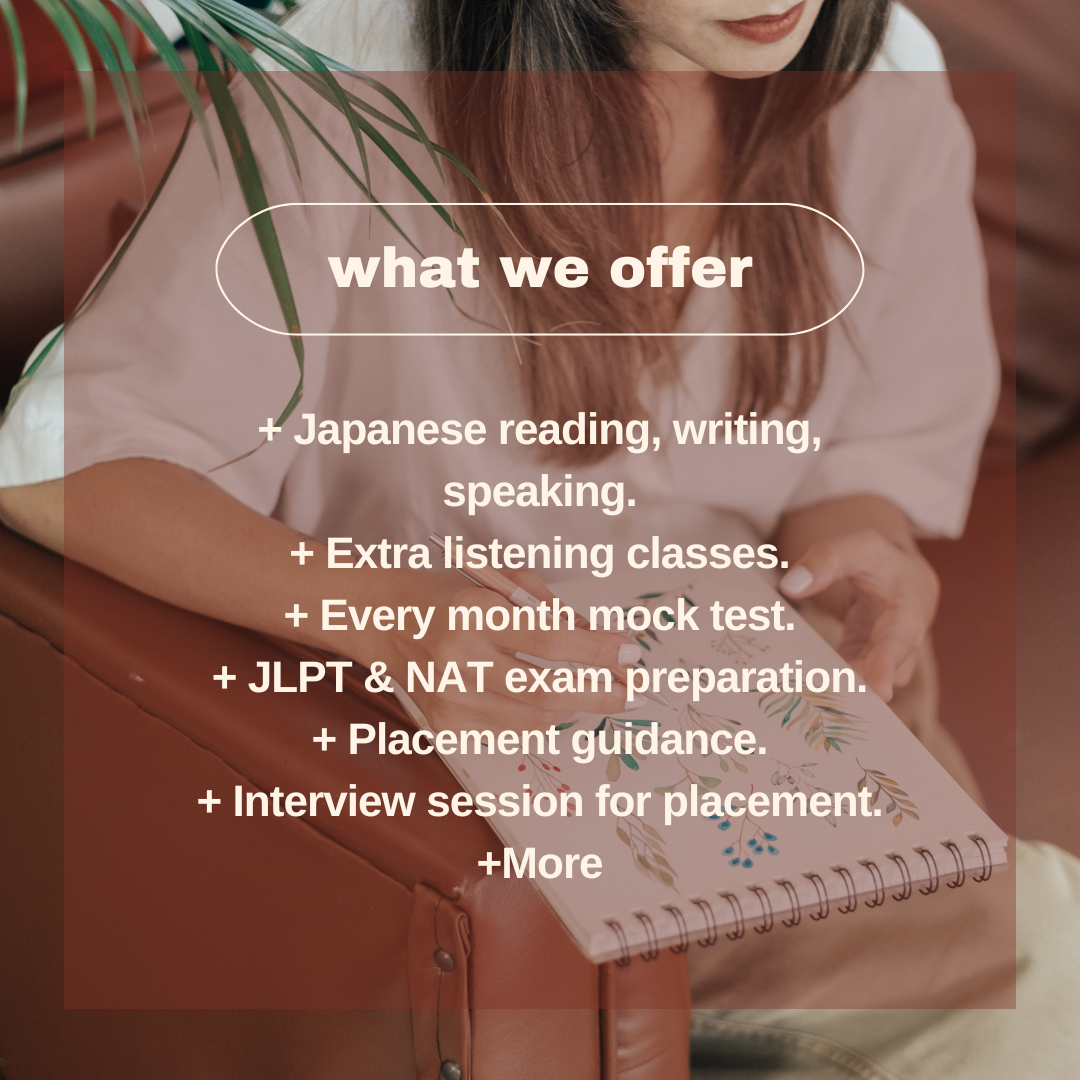 what we offer
+ Japanese reading, writing,
speaking.
+ Extra listening classes.
+ Every month mock test.
+ JLPT & NAT exam preparation.
+ Placement guidance.
+ Interview session for placement.
+More